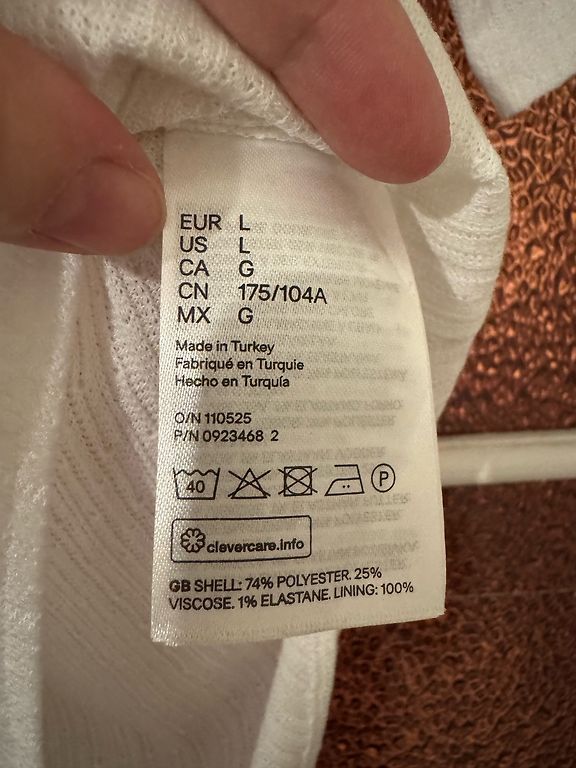 EUR L
US L
CA G
CN 175/104A
MX G
Made in Turkey
Fabriqué en Turquie
Hecho en Turquía
O/N 110525
P/N 0923468 2
40
P
clevercare.info
GB SHELL: 74% POLYESTER. 25%
VISCOSE. 1% ELASTANE. LINING: 100%